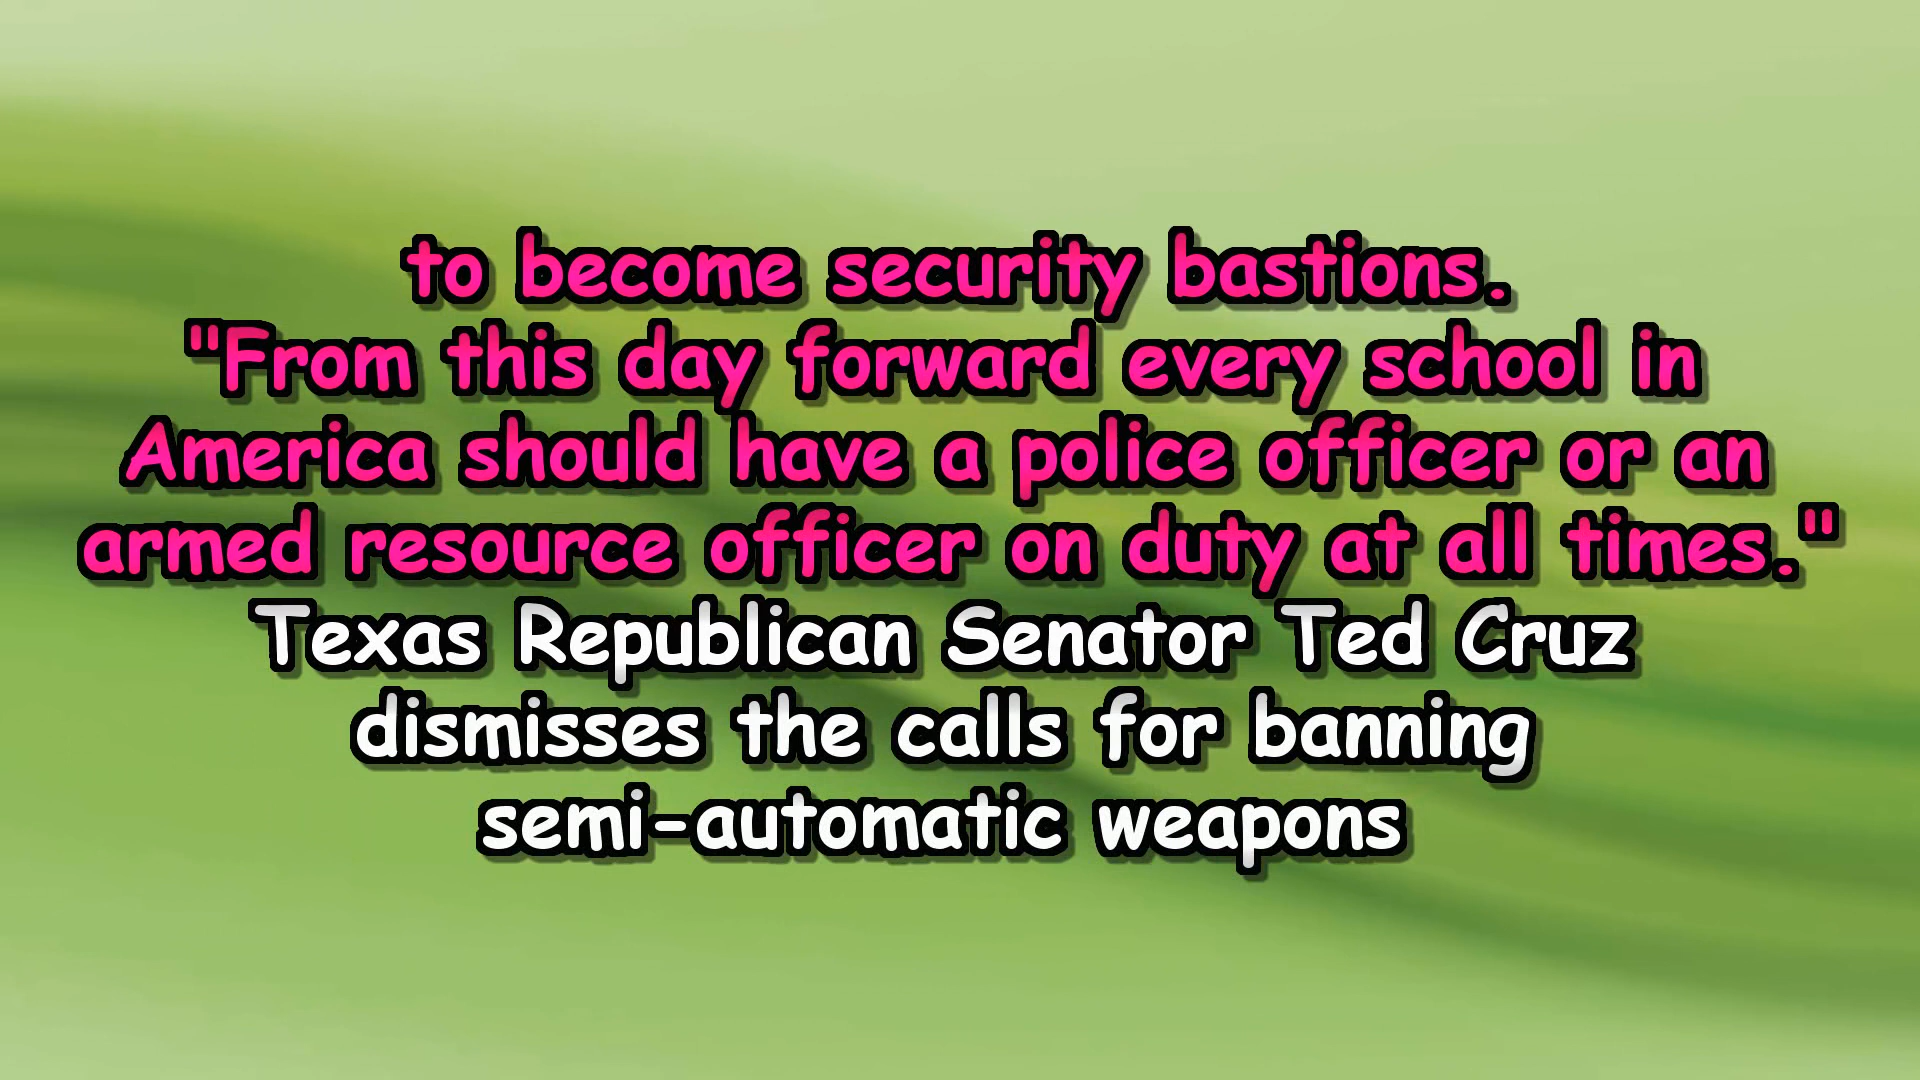 to become security bastions.
"From this day forward every school in
America should have a police officer or an
armed resource officer on duty at all times."
Texas Republican Senator Ted Cruz
dismisses the calls for banning
semi-automatic weapons